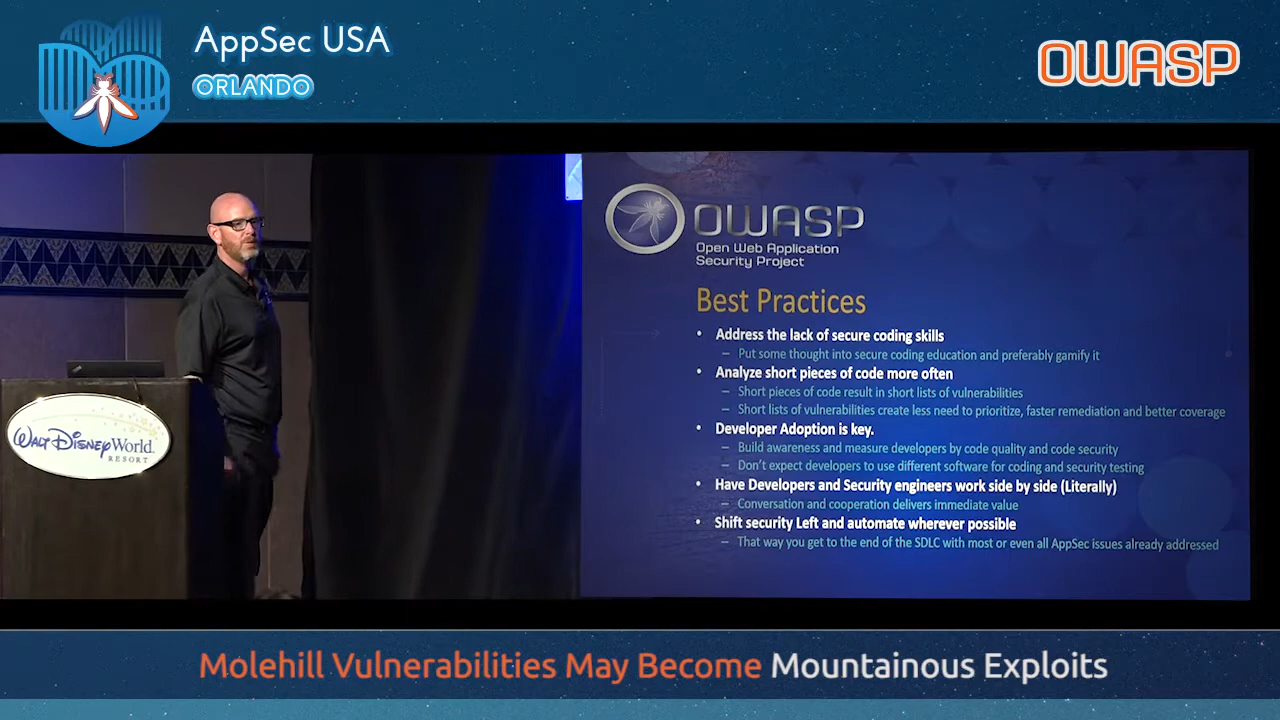 AppSec USA
ORLANDO
OWASP
OWASP
Open Web Application
Security Project
Best Practices
• Address the lack of secure coding skills
– Put some thought into secure coding education and preferably gamify it
• Analyze short pieces of code more often
– Short pieces of code result in short lists of vulnerabilities
– Short lists of vulnerabilities create less need to prioritize, faster remediation and better coverage
• Developer Adoption is key.
– Build awareness and measure developers by code quality and code security
– Don't expect developers to use different software for coding and security testing
• Have Developers and Security engineers work side by side (Literally)
– Conversation and cooperation delivers immediate value
• Shift security Left and automate wherever possible
– That way you get to the end of the SDLC with most or even all AppSec issues already addressed
WALT DISNEY World
RESORT
Molehill Vulnerabilities May Become Mountainous Exploits